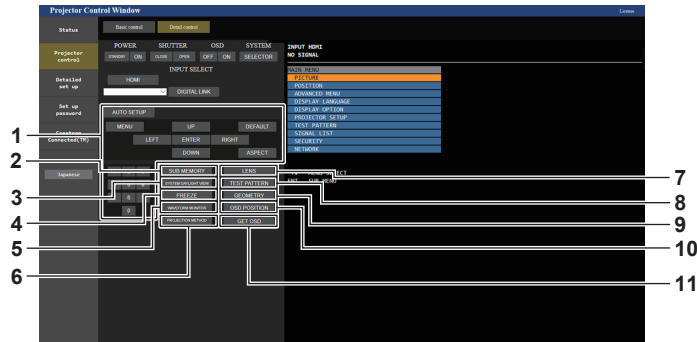 Projector Control Window
License
Status
Projector control
Detailed set up
Set up password
Connected(TM)
Japanese
Basic control
Detail control
POWER SHUTTER OSD SYSTEM
STANDBY ON CLOSE OPEN OFF ON SELECTOR
INPUT SELECT
HDMI
DIGITAL LINK
AUTO SETUP
MENU UP DEFAULT
LEFT ENTER RIGHT
DOWN ASPECT
SUB MEMORY LENS
SYSTEM DAYLIGHT VIEW TEST PATTERN
FREEZE GEOMETRY
WAVEFORM MONITOR OSD POSITION
PROJECTION METHOD GET OSD
INPUT HDMI
NO SIGNAL
MAIN MENU
PICTURE
POSITION
ADVANCED MENU
DISPLAY LANGUAGE
DISPLAY OPTION
PROJECTOR SETUP
TEST PATTERN
SIGNAL LIST
SECURITY
NETWORK
SUB MENU
1
2
3
4
5
6
7
8
9
10
11